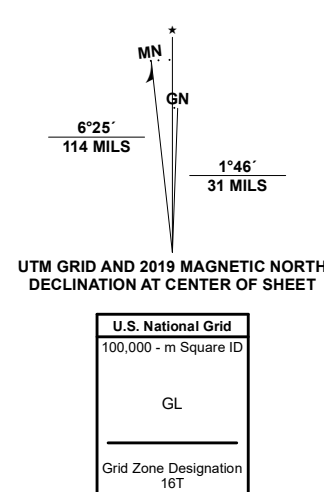 ★
MN
GN
6°25´
114 MILS
1°46´
31 MILS
UTM GRID AND 2019 MAGNETIC NORTH
DECLINATION AT CENTER OF SHEET
U.S. National Grid
100,000 - m Square ID
GL
Grid Zone Designation
16T